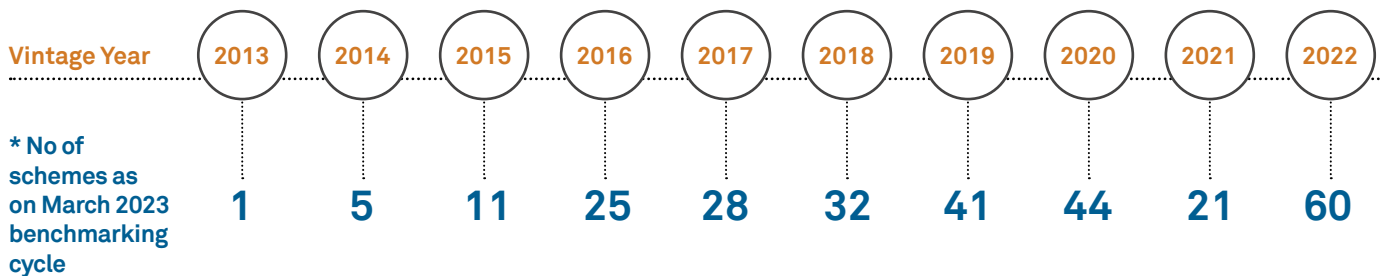 Vintage Year 2013 2014 2015 2016 2017 2018 2019 2020 2021 2022
* No of
schemes as
on March 2023
benchmarking
cycle
1 5 11 25 28 32 41 44 21 60